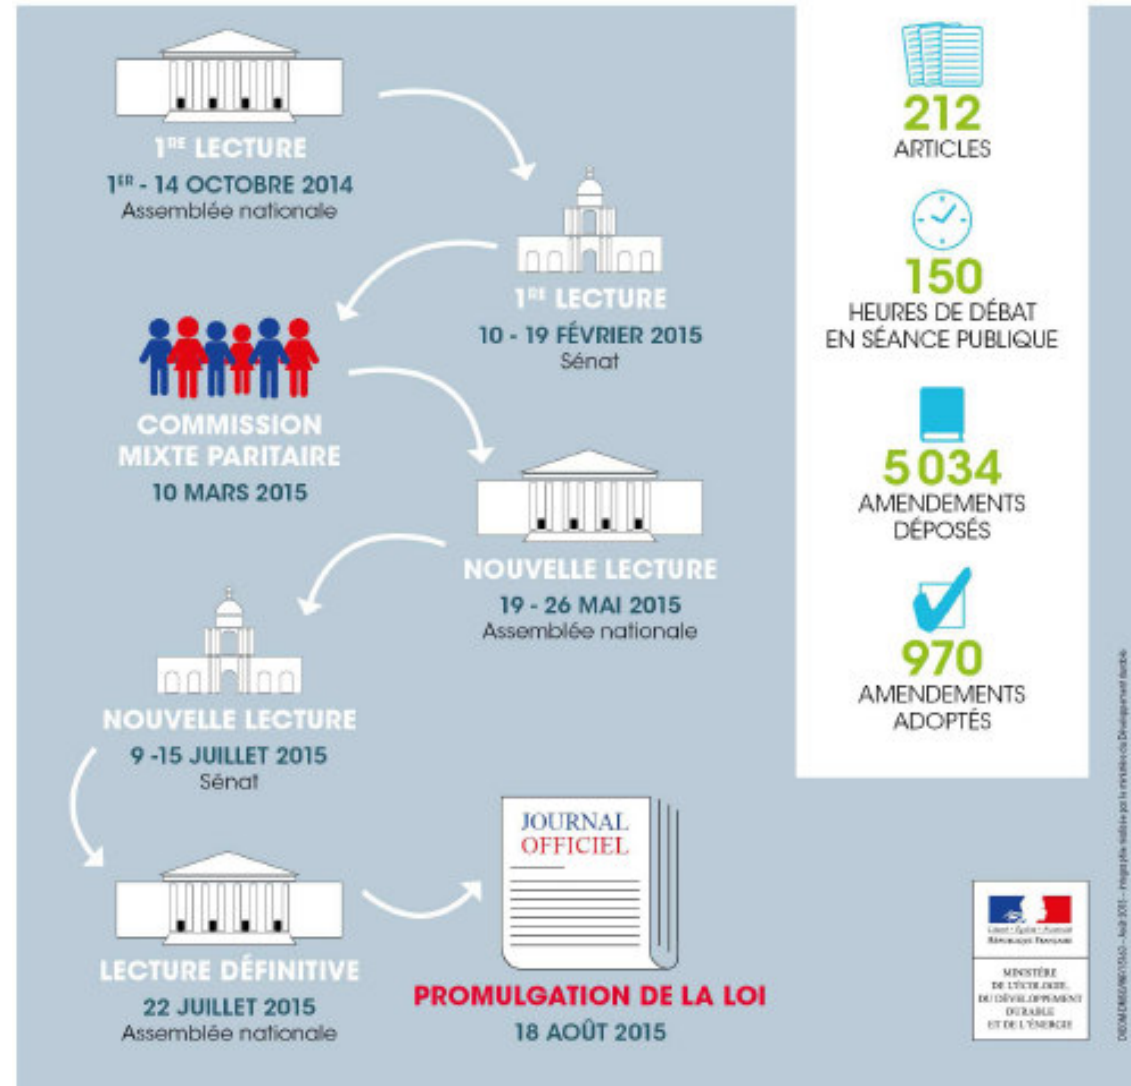 1RE LECTURE
1ER - 14 OCTOBRE 2014
Assemblée nationale
1RE LECTURE
10 - 19 FÉVRIER 2015
Sénat
COMMISSION
MIXTE PARITAIRE
10 MARS 2015
NOUVELLE LECTURE
19 - 26 MAI 2015
Assemblée nationale
NOUVELLE LECTURE
9 -15 JUILLET 2015
Sénat
LECTURE DÉFINITIVE
22 JUILLET 2015
Assemblée nationale
JOURNAL
OFFICIEL
PROMULGATION DE LA LOI
18 AOÛT 2015
212
ARTICLES
150
HEURES DE DÉBAT
EN SÉANCE PUBLIQUE
5 034
AMENDEMENTS
DÉPOSÉS
970
AMENDEMENTS
ADOPTÉS
Liberté • Égalité • Fraternité
RÉPUBLIQUE FRANÇAISE
MINISTÈRE
DE L'ÉCOLOGIE,
DU DÉVELOPPEMENT
DURABLE
ET DE L'ÉNERGIE